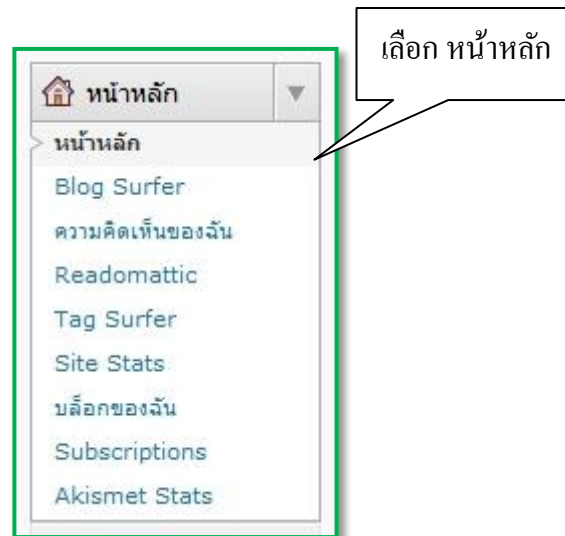 เลือก หน้าหลัก
หน้าหลัก
หน้าหลัก
Blog Surfer
ความคิดเห็นของฉัน
Readomattic
Tag Surfer
Site Stats
บล็อกของฉัน
Subscriptions
Akismet Stats